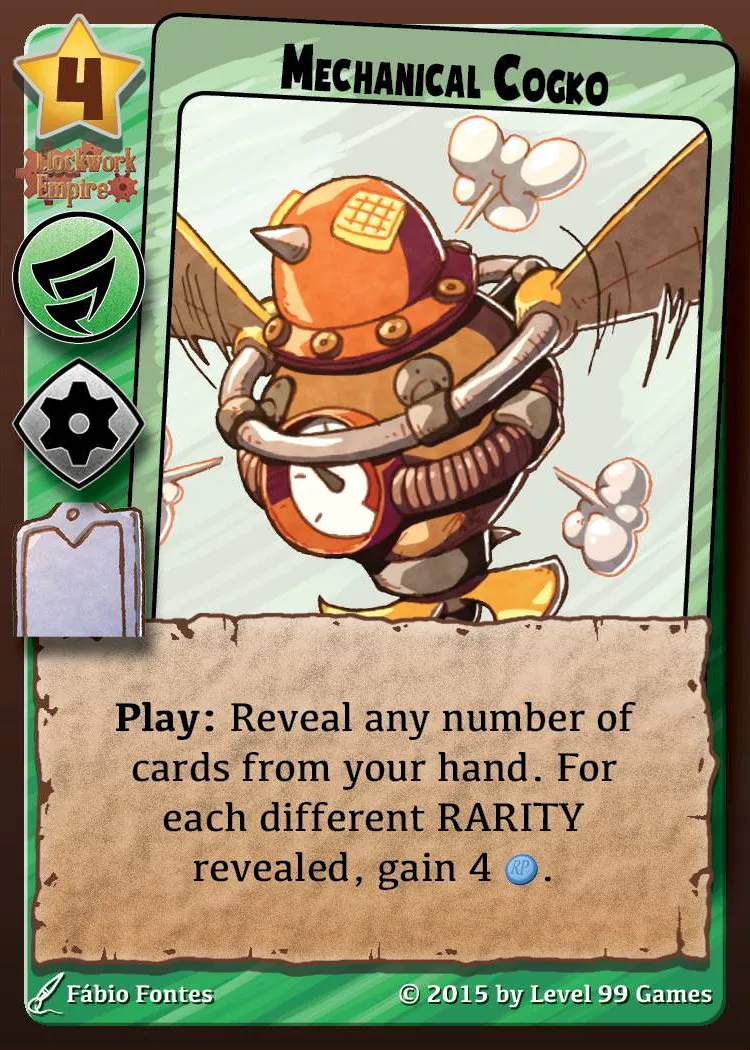 4
MECHANICAL COGKO
Clockwork
Empire
Play: Reveal any number of
cards from your hand. For
each different RARITY
revealed, gain 4 RP.
Fábio Fontes
© 2015 by Level 99 Games